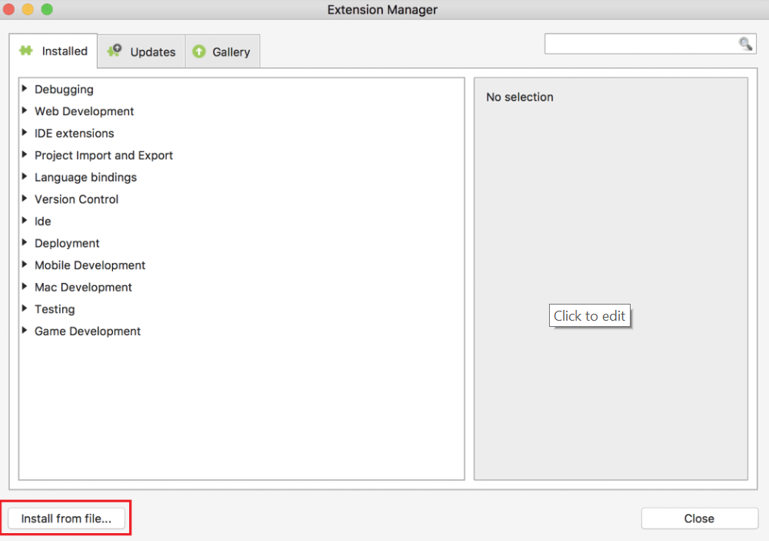 Extension Manager
Installed
Updates
Gallery
Debugging
Web Development
IDE extensions
Project Import and Export
Language bindings
Version Control
Ide
Deployment
Mobile Development
Mac Development
Testing
Game Development
No selection
Click to edit
Install from file...
Close